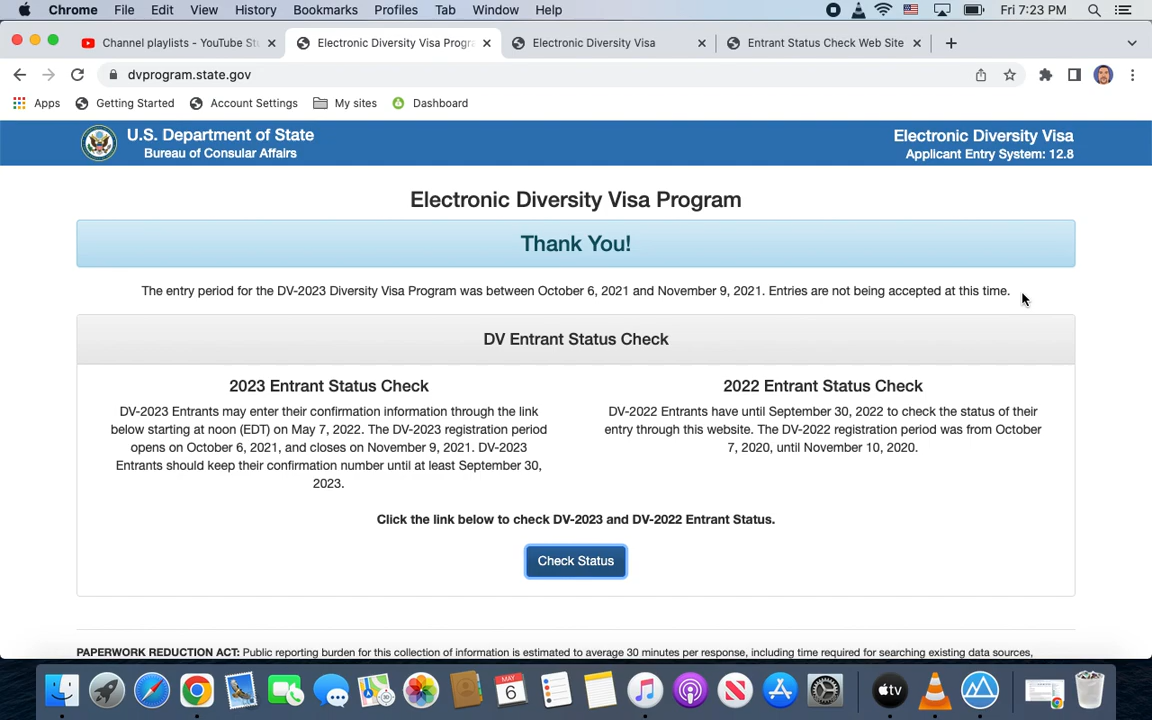 Chrome File Edit View History Bookmarks Profiles Tab Window Help Fri 7:23 PM
Channel playlists - YouTube St
Electronic Diversity Visa Progra
Electronic Diversity Visa
Entrant Status Check Web Site
dvprogram.state.gov
Apps Getting Started Account Settings My sites Dashboard
U.S. Department of State
Bureau of Consular Affairs
Electronic Diversity Visa
Applicant Entry System: 12.8
Electronic Diversity Visa Program
Thank You!
The entry period for the DV-2023 Diversity Visa Program was between October 6, 2021 and November 9, 2021. Entries are not being accepted at this time.
DV Entrant Status Check
2023 Entrant Status Check
DV-2023 Entrants may enter their confirmation information through the link
below starting at noon (EDT) on May 7, 2022. The DV-2023 registration period
opens on October 6, 2021, and closes on November 9, 2021. DV-2023
Entrants should keep their confirmation number until at least September 30,
2023.
2022 Entrant Status Check
DV-2022 Entrants have until September 30, 2022 to check the status of their
entry through this website. The DV-2022 registration period was from October
7, 2020, until November 10, 2020.
Click the link below to check DV-2023 and DV-2022 Entrant Status.
Check Status
PAPERWORK REDUCTION ACT: Public reporting burden for this collection of information is estimated to average 30 minutes per response, including time required for searching existing data sources,
MAY
6
tv